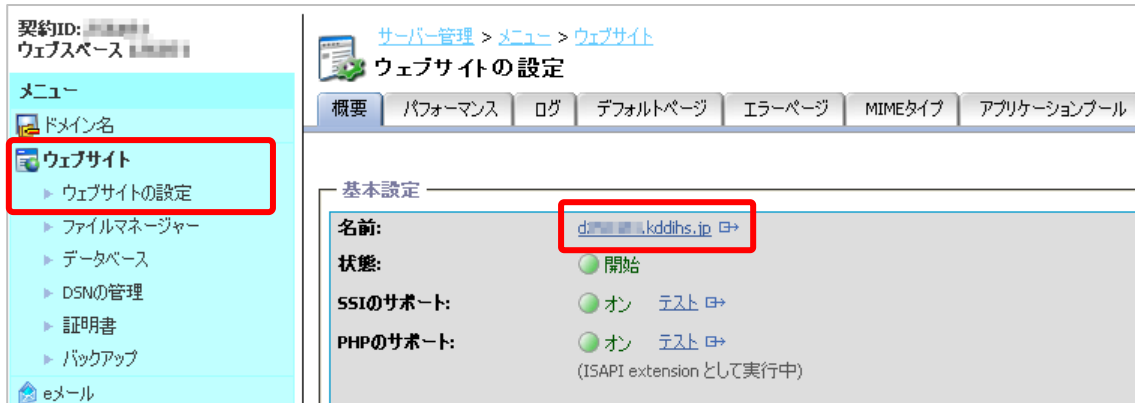 契約ID:
ウェブスペース
メニュー
ドメイン名
ウェブサイト
ウェブサイトの設定
ファイルマネージャー
データベース
DSNの管理
証明書
バックアップ
eメール
サーバー管理 > メニュー > ウェブサイト
ウェブサイトの設定
概要 パフォーマンス ログ デフォルトページ エラーページ MIMEタイプ アプリケーションプール
基本設定
名前: .kddihs.jp
状態: 開始
SSIのサポート: オン テスト
PHPのサポート: オン テスト
(ISAPI extension として実行中)